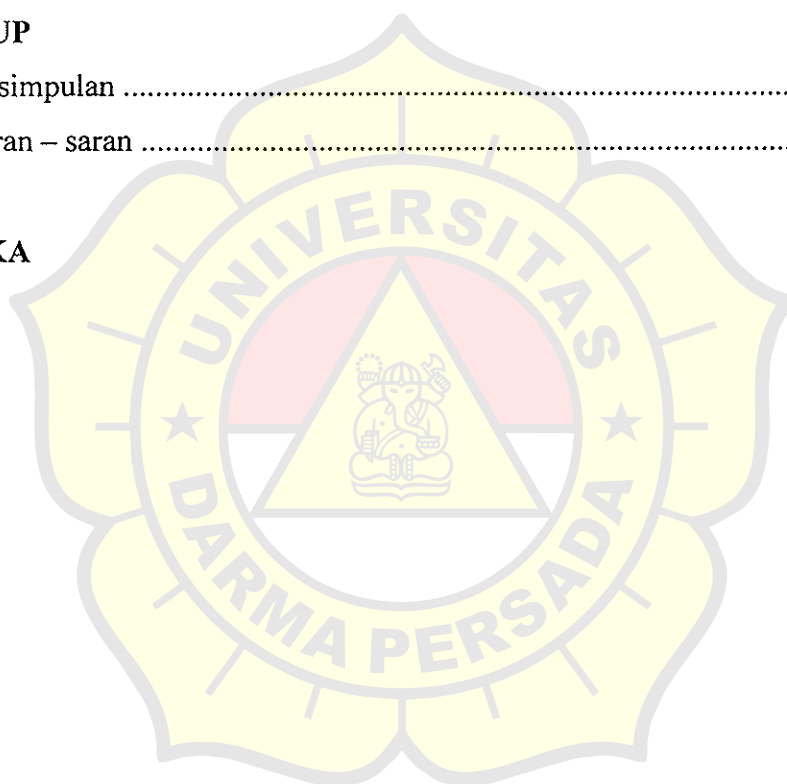 UP
simpulan ........................................................................................
ran – saran ......................................................................................
KA
UNIVERSITAS
DARMA PERSADA